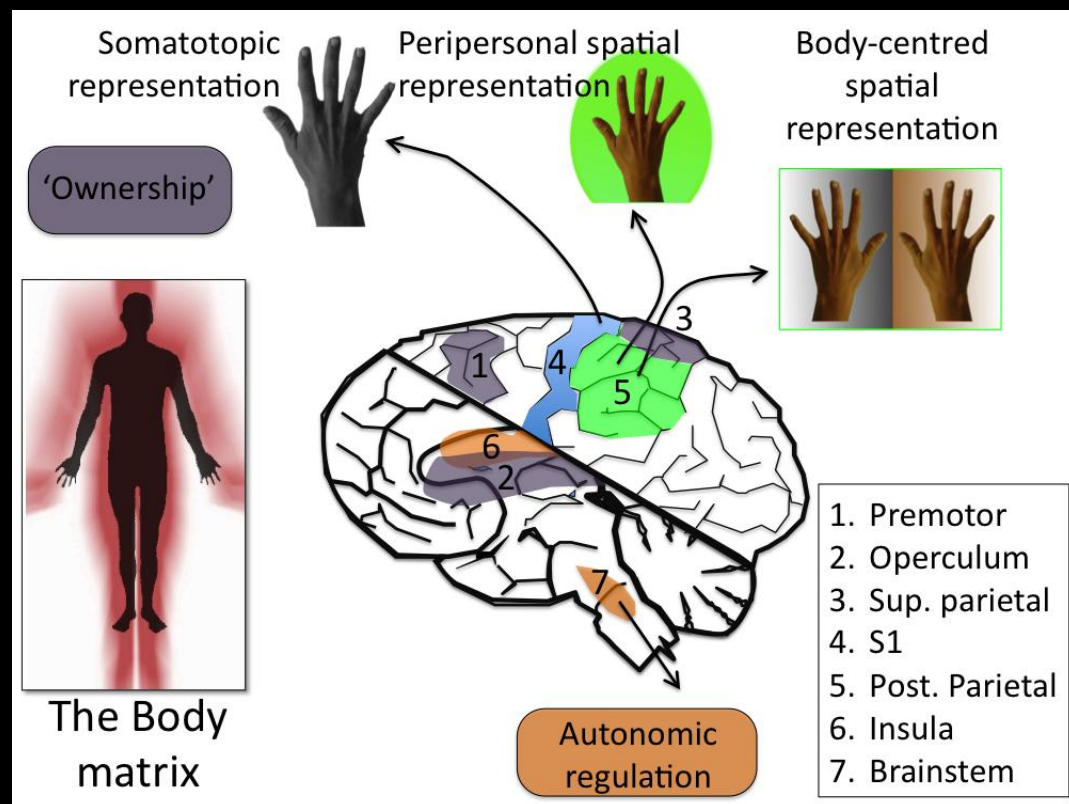 Somatotopic
representation
Peripersonal spatial
representation
Body-centred
spatial
representation
'Ownership'
1
4
3
5
6
2
7
The Body
matrix
Autonomic
regulation
1. Premotor
2. Operculum
3. Sup. parietal
4. S1
5. Post. Parietal
6. Insula
7. Brainstem